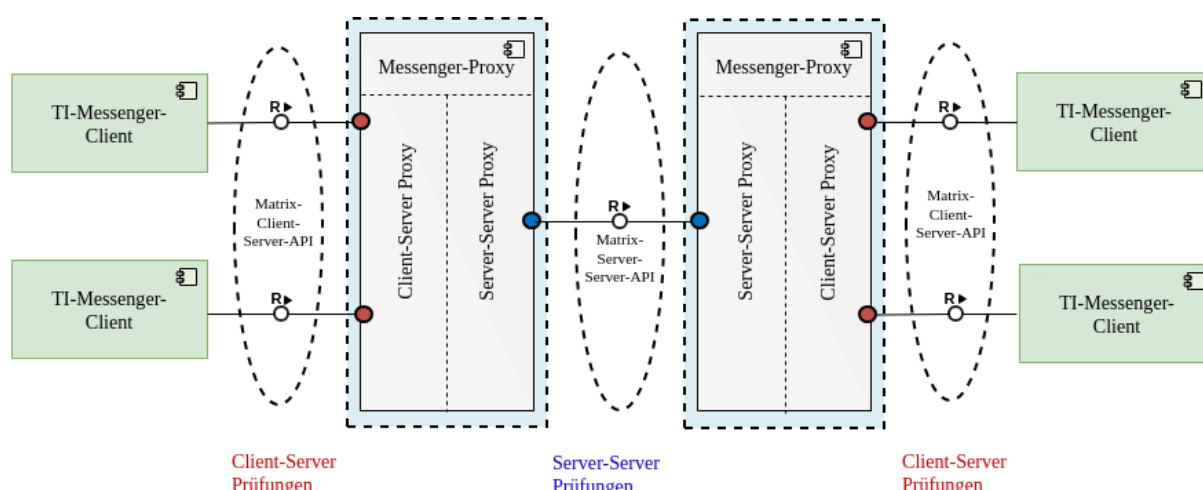 Messenger-Proxy
Messenger-Proxy
TI-Messenger-
Client
R
R
TI-Messenger-
Client
Matrix-
Client-
Server-API
Client-Server Proxy
Server-Server Proxy
R
Matrix-
Server-
Server-API
Server-Server Proxy
Client-Server Proxy
Matrix-
Client-
Server-API
TI-Messenger-
Client
R
R
TI-Messenger-
Client
Client-Server
Prüfungen
Server-Server
Prüfungen
Client-Server
Prüfungen